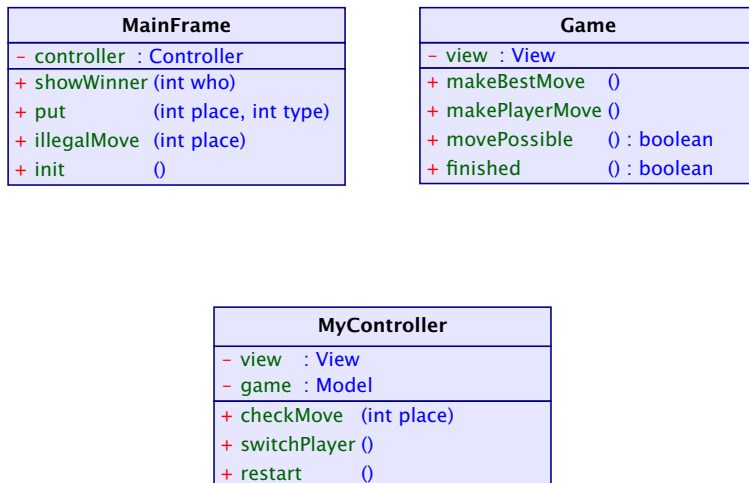 MainFrame
- controller : Controller
+ showWinner (int who)
+ put (int place, int type)
+ illegalMove (int place)
+ init ()
Game
- view : View
+ makeBestMove ()
+ makePlayerMove ()
+ movePossible () : boolean
+ finished () : boolean
MyController
- view : View
- game : Model
+ checkMove (int place)
+ switchPlayer ()
+ restart ()